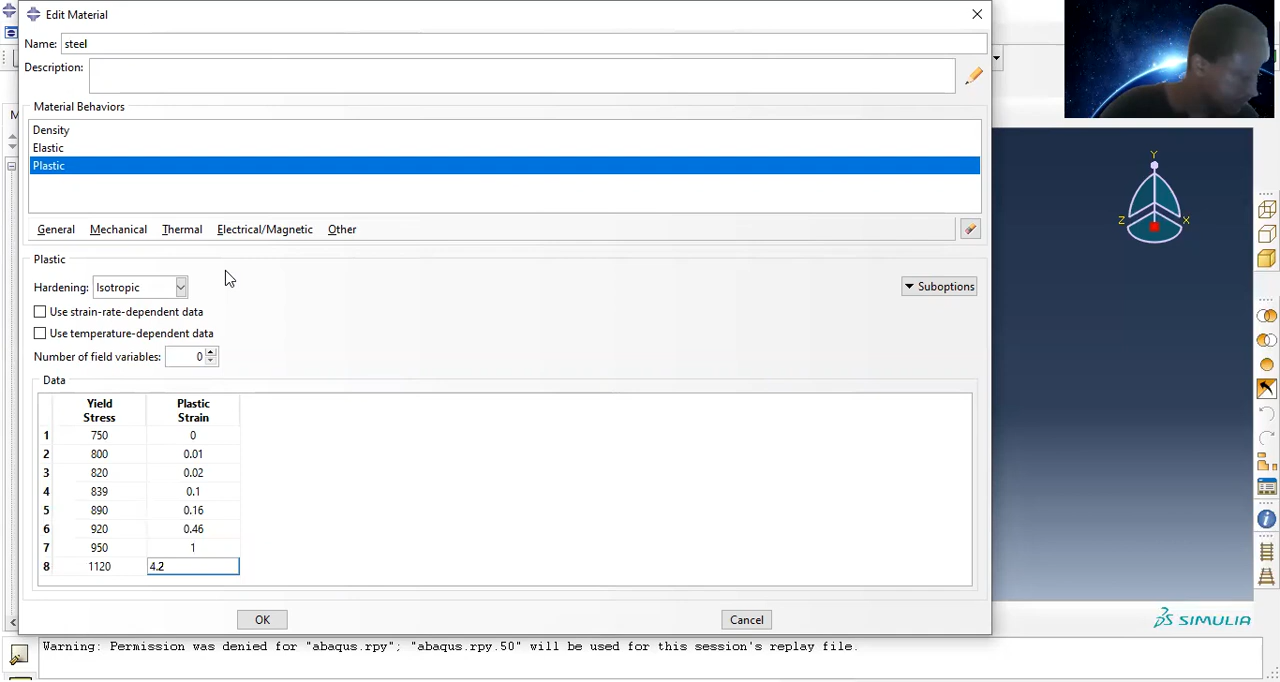 Edit Material
Name: steel
Description:
Material Behaviors
Density
Elastic
Plastic
General Mechanical Thermal Electrical/Magnetic Other
Plastic
Hardening: Isotropic
Suboptions
Use strain-rate-dependent data
Use temperature-dependent data
Number of field variables: 0
Data
Yield Stress Plastic Strain
1 750 0
2 800 0.01
3 820 0.02
4 839 0.1
5 890 0.16
6 920 0.46
7 950 1
8 1120 4.2
OK Cancel
Y
Z X
SIMULIA
Warning: Permission was denied for "abaqus.rpy"; "abaqus.rpy.50" will be used for this session's replay file.